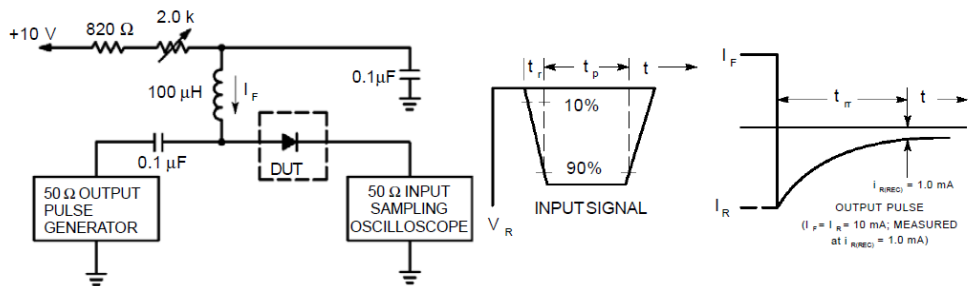 +10 V
820 Ω
2.0 k
0.1μF
100 μH
I F
0.1 μF
DUT
50 Ω OUTPUT
PULSE
GENERATOR
50 Ω INPUT
SAMPLING
OSCILLOSCOPE
t r
t p
t
10%
90%
V R
INPUT SIGNAL
I F
t rr
t
i R(REC) = 1.0 mA
I R
OUTPUT PULSE
(I F = I R = 10 mA; MEASURED
at i R(REC) = 1.0 mA)